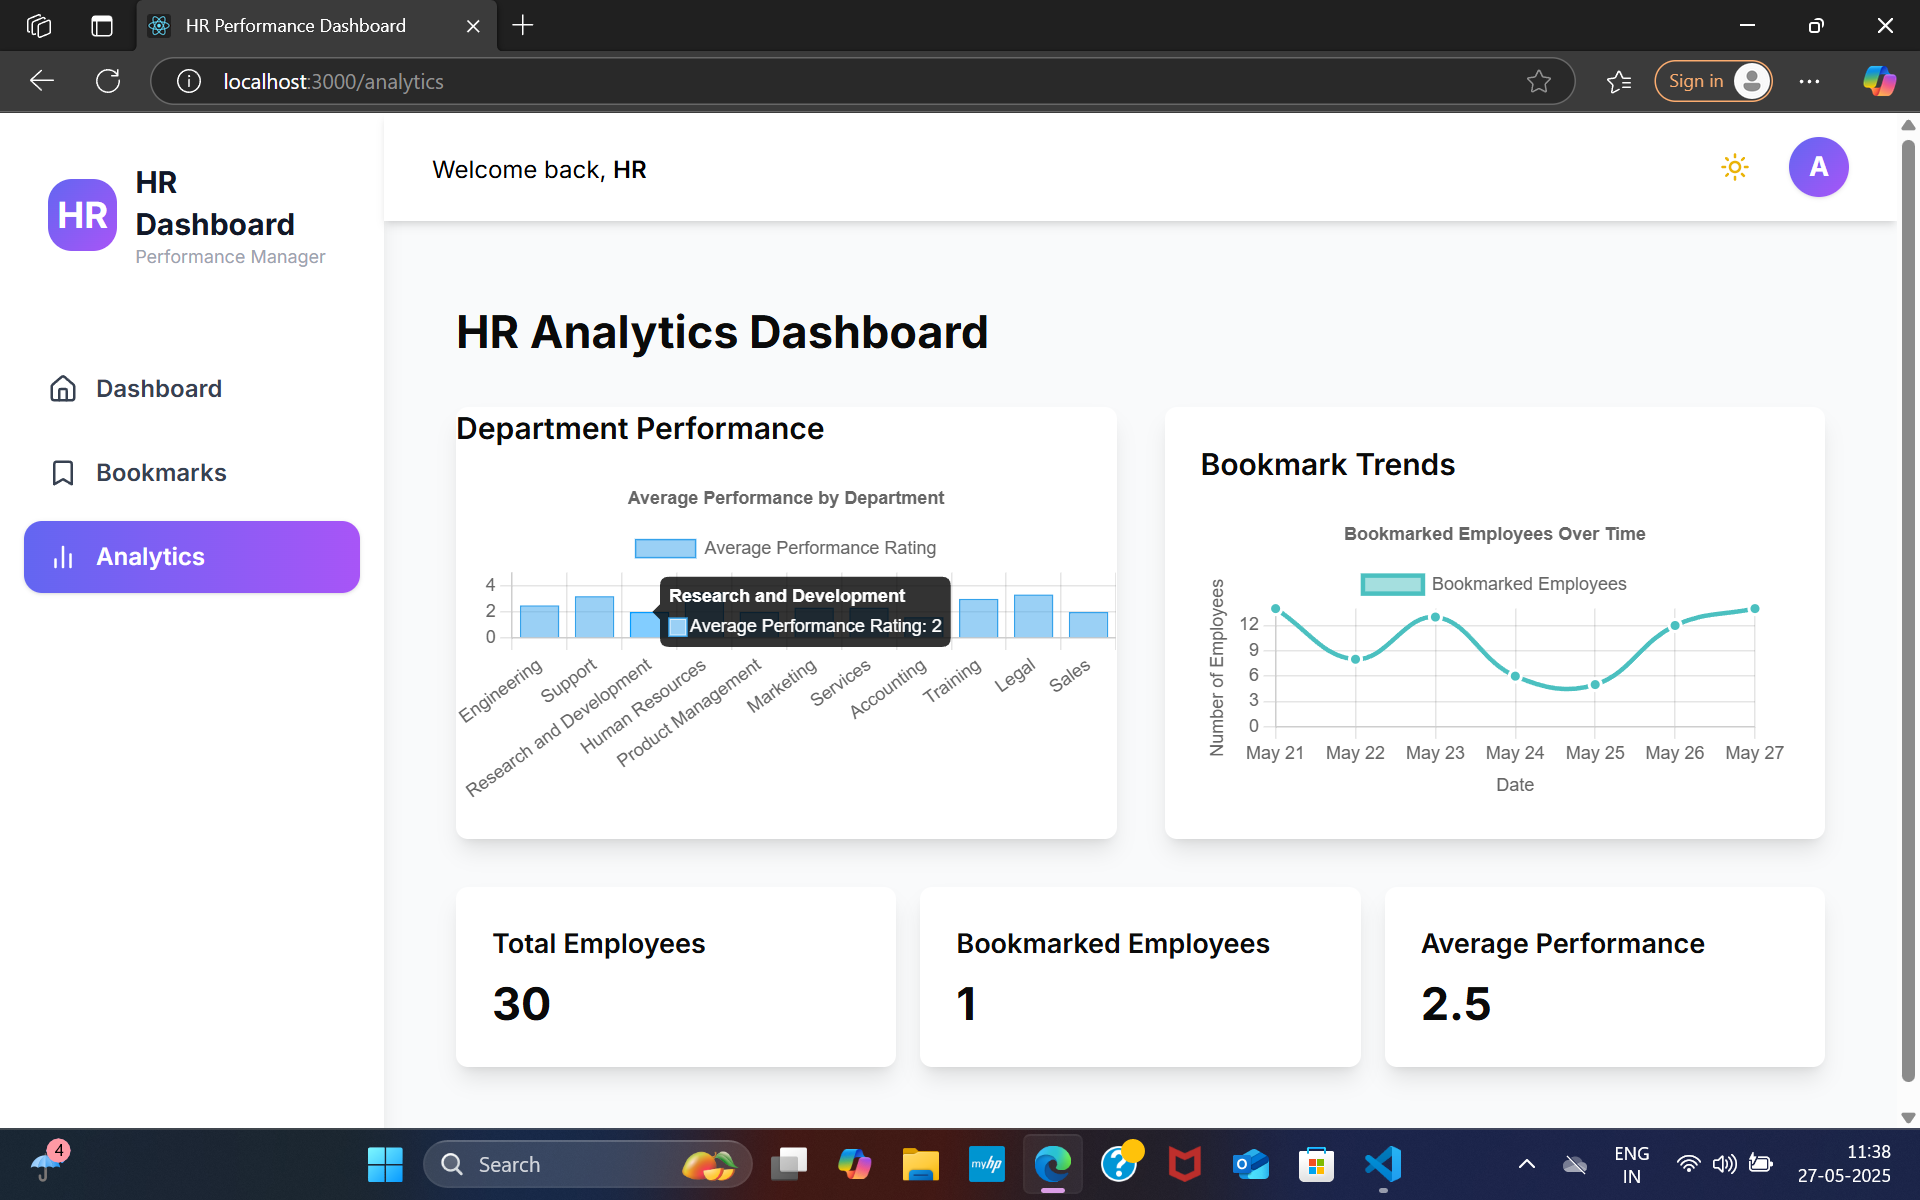 HR Performance Dashboard
localhost:3000/analytics
Sign in
HR
HR
Dashboard
Performance Manager
Welcome back, HR
A
Dashboard
Bookmarks
Analytics
HR Analytics Dashboard
Department Performance
Average Performance by Department
Average Performance Rating
4
2
0
Research and Development
Average Performance Rating: 2
Engineering
Support
Research and Development
Human Resources
Product Management
Marketing
Services
Accounting
Training
Legal
Sales
Bookmark Trends
Bookmarked Employees Over Time
Bookmarked Employees
Number of Employees
12
9
6
3
0
May 21 May 22 May 23 May 24 May 25 May 26 May 27
Date
Total Employees
30
Bookmarked Employees
1
Average Performance
2.5
4
Search
myhp
ENG
IN
11:38
27-05-2025